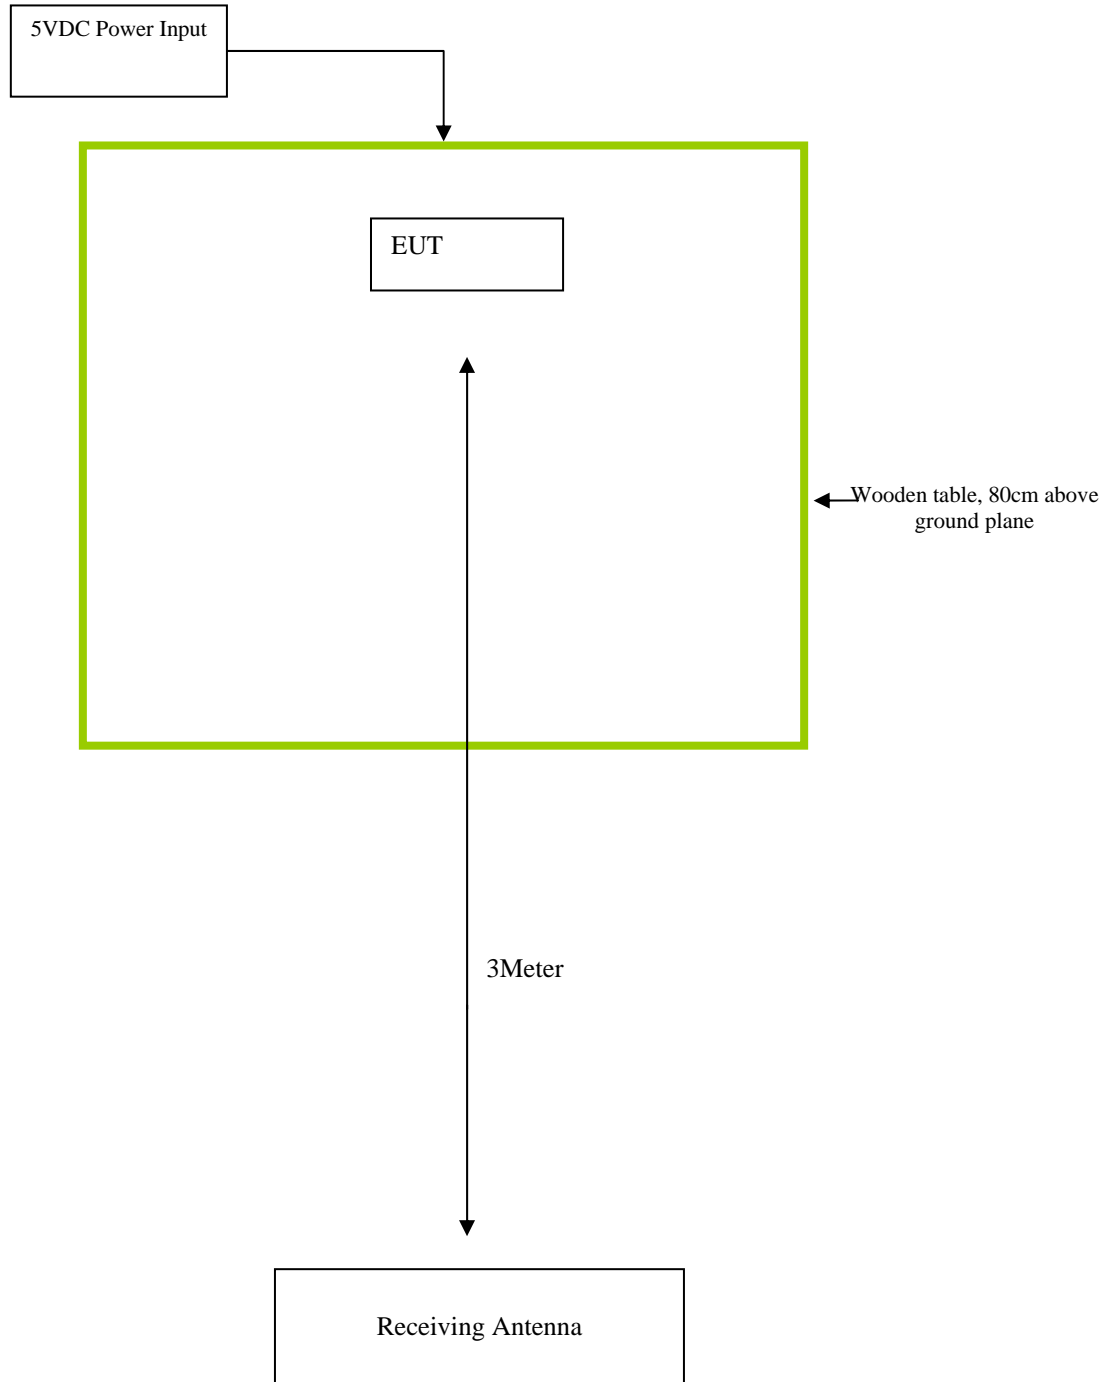 5VDC Power Input
EUT
Wooden table, 80cm above
ground plane
3Meter
Receiving Antenna